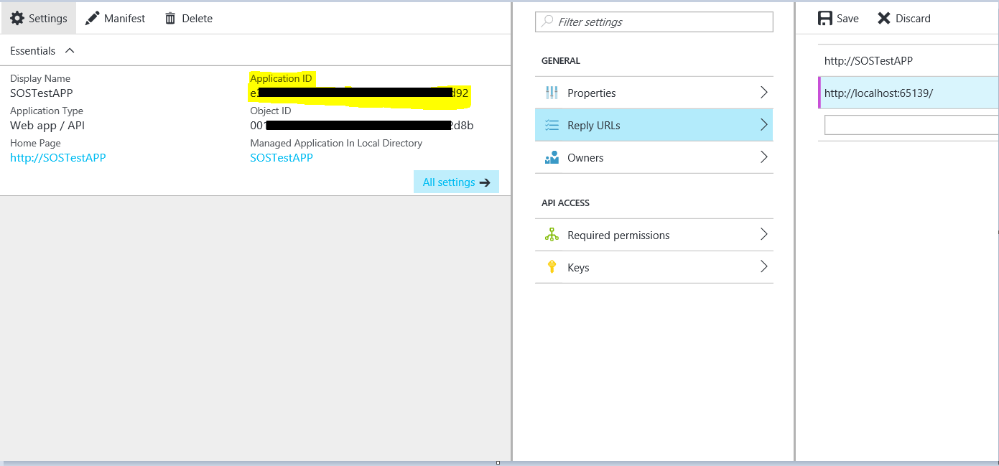 Settings Manifest Delete
Essentials
Display Name
SOSTestAPP
Application Type
Web app / API
Home Page
http://SOSTestAPP
Application ID
e3 d92
Object ID
001 2d8b
Managed Application In Local Directory
SOSTestAPP
All settings
Filter settings
GENERAL
Properties
Reply URLs
Owners
API ACCESS
Required permissions
Keys
Save Discard
http://SOSTestAPP
http://localhost:65139/